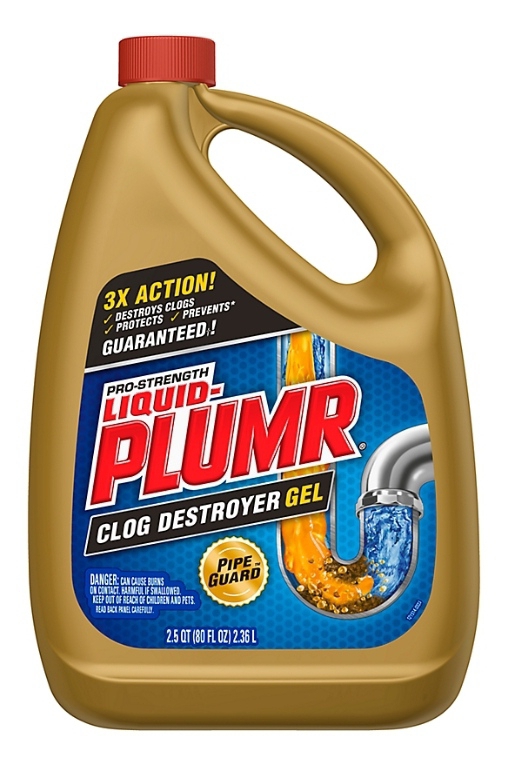 3X ACTION!
✓ DESTROYS CLOGS
✓ PROTECTS ✓ PREVENTS*
GUARANTEED!
PRO-STRENGTH
LIQUID-
PLUMR®
CLOG DESTROYER GEL
PIPE
GUARD™
DANGER: CAN CAUSE BURNS
ON CONTACT. HARMFUL IF SWALLOWED.
KEEP OUT OF REACH OF CHILDREN AND PETS.
READ BACK PANEL CAREFULLY.
2.5 QT (80 FL OZ) 2.36 L